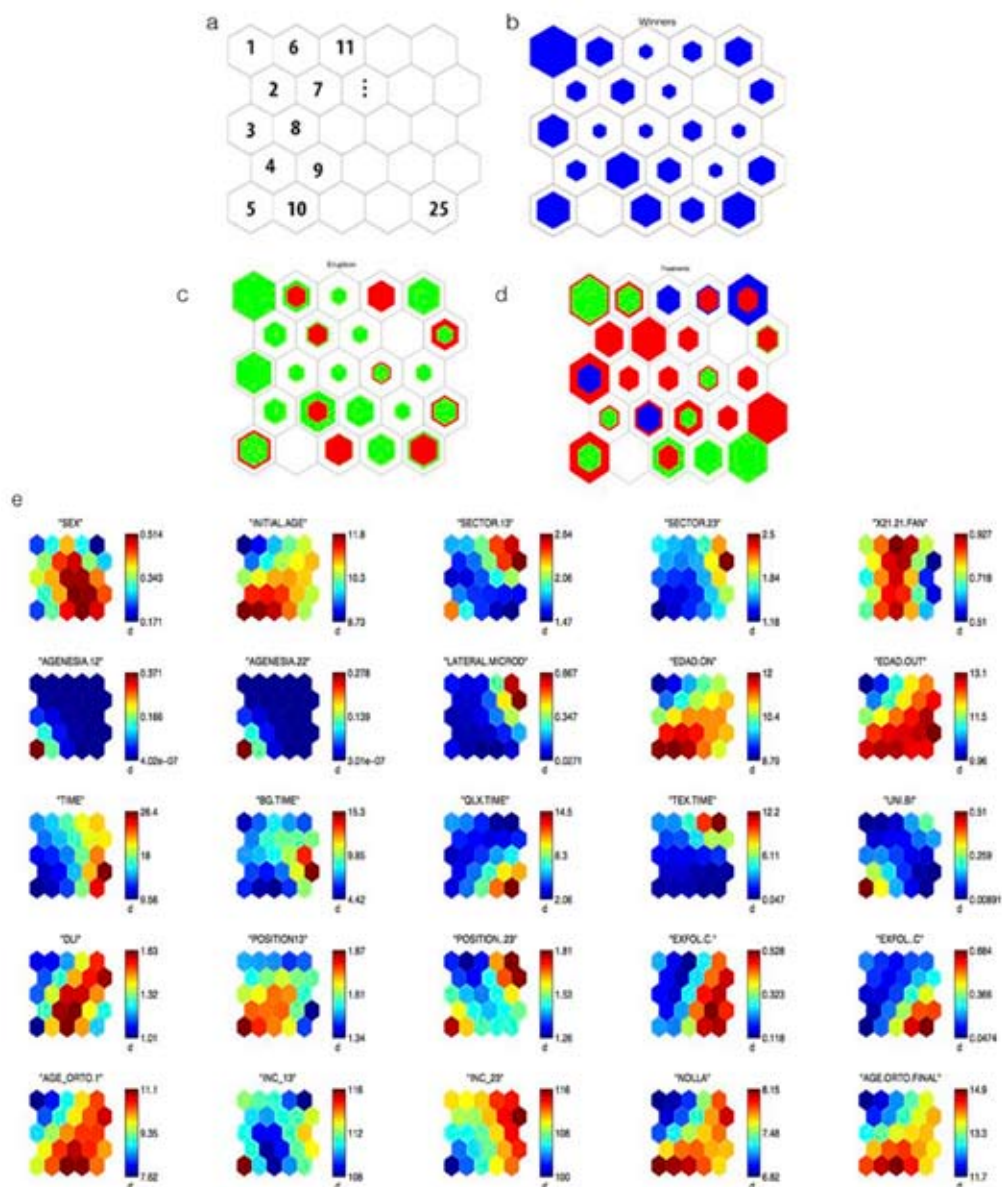 a
1 6 11
2 7 ⋮
3 8
4 9
5 10 25
b
Winners
c
Eruption
d
e
"SEX"
0.514
0.343
0.171
d
"INITIAL.AGE"
11.8
10.3
8.73
d
"SECTOR.13"
2.64
2.06
1.47
d
"SECTOR.23"
2.5
1.84
1.18
d
"X21.21.FAN"
0.927
0.718
0.51
d
"AGENESIA.12"
0.371
0.186
4.02e-07
d
"AGENESIA.22"
0.278
0.139
3.01e-07
d
"LATERAL.MICROD"
0.667
0.347
0.0271
d
"EDAD.ON"
12
10.4
8.79
d
"EDAD.OUT"
13.1
11.5
9.96
d
"TIME"
26.4
18
9.56
d
"BG.TIME"
15.3
9.85
4.42
d
"QLX.TIME"
14.5
8.3
2.06
d
"TEX.TIME"
12.2
6.11
0.047
d
"UNI.BI"
0.51
0.259
0.00891
d
"DLI"
1.63
1.32
1.01
d
"POSITION13"
1.87
1.61
1.34
d
"POSITION..23"
1.81
1.53
1.26
d
"EXFOL.C."
0.528
0.323
0.118
d
"EXFOL..C"
0.684
0.366
0.0474
d
"AGE_ORTO.I"
11.1
9.35
7.62
d
"INC_13"
116
112
108
d
"INC_23"
116
108
100
d
"NOLLA"
8.15
7.48
6.82
d
"AGE.ORTO.FINAL"
14.9
13.3
11.7
d